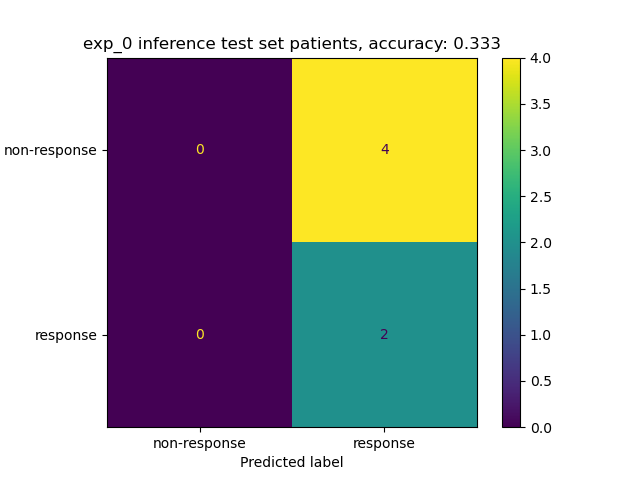 exp_0 inference test set patients, accuracy: 0.333
non-response
0
4
response
0
2
non-response
response
Predicted label
4.0
3.5
3.0
2.5
2.0
1.5
1.0
0.5
0.0